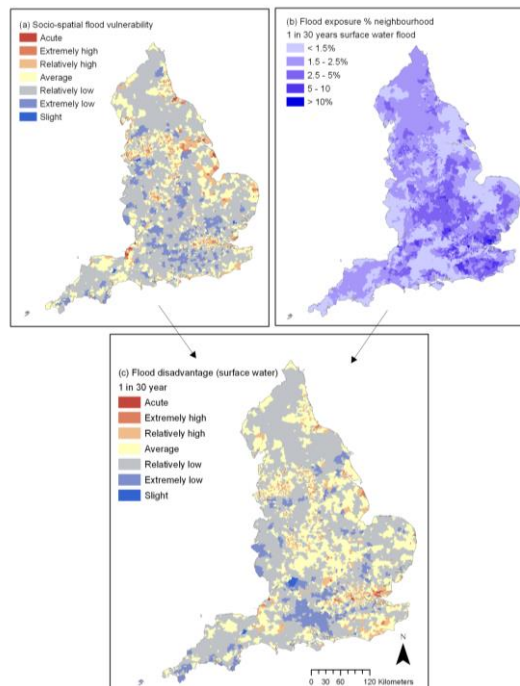 (a) Socio-spatial flood vulnerability
Acute
Extremely high
Relatively high
Average
Relatively low
Extremely low
Slight
(b) Flood exposure % neighbourhood
1 in 30 years surface water flood
< 1.5%
1.5 - 2.5%
2.5 - 5%
5 - 10
> 10%
(c) Flood disadvantage (surface water)
1 in 30 year
Acute
Extremely high
Relatively high
Average
Relatively low
Extremely low
Slight
N
0 30 60 120 Kilometers